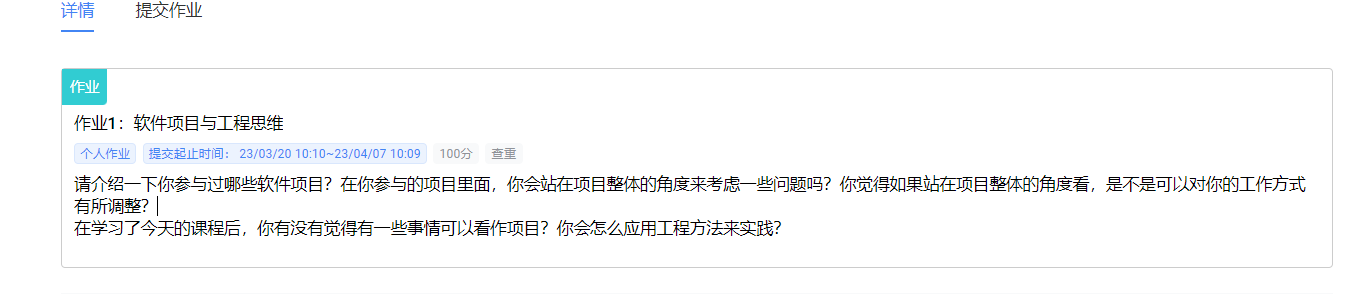 详情 提交作业
作业
作业1：软件项目与工程思维
个人作业 提交起止时间： 23/03/20 10:10~23/04/07 10:09 100分 查重
请介绍一下你参与过哪些软件项目？在你参与的项目里面，你会站在项目整体的角度来考虑一些问题吗？你觉得如果站在项目整体的角度看，是不是可以对你的工作方式
有所调整？
在学习了今天的课程后，你有没有觉得有一些事情可以看作项目？你会怎么应用工程方法来实践？